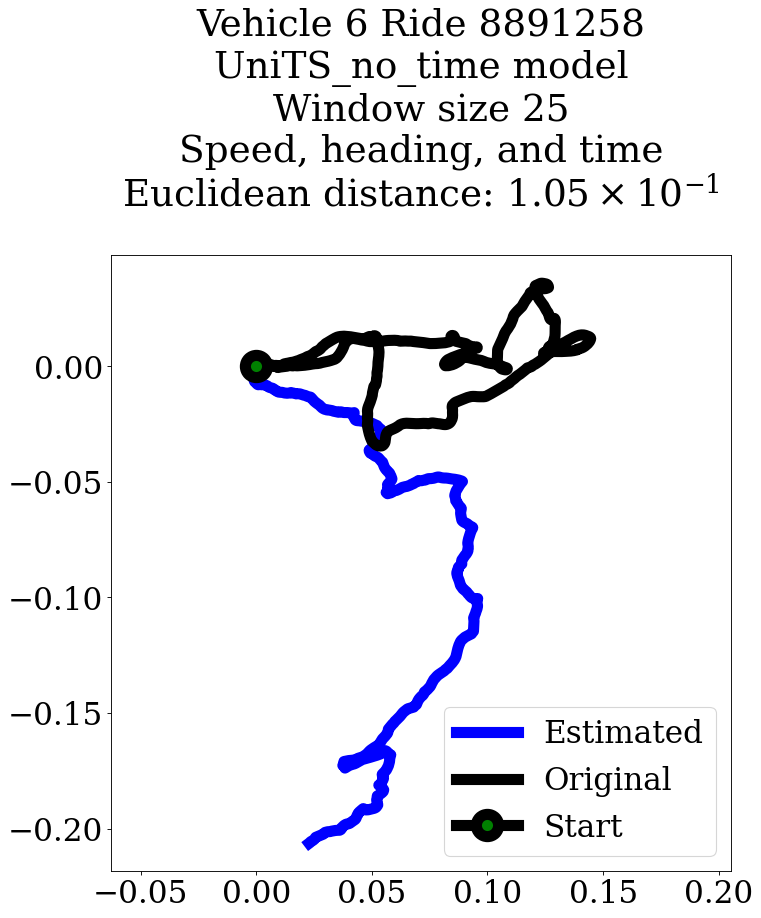 Vehicle 6 Ride 8891258
UniTS_no_time model
Window size 25
Speed, heading, and time
Euclidean distance: 1.05 × 10⁻¹
0.00
−0.05
−0.10
−0.15
−0.20
Estimated
Original
Start
−0.05 0.00 0.05 0.10 0.15 0.20